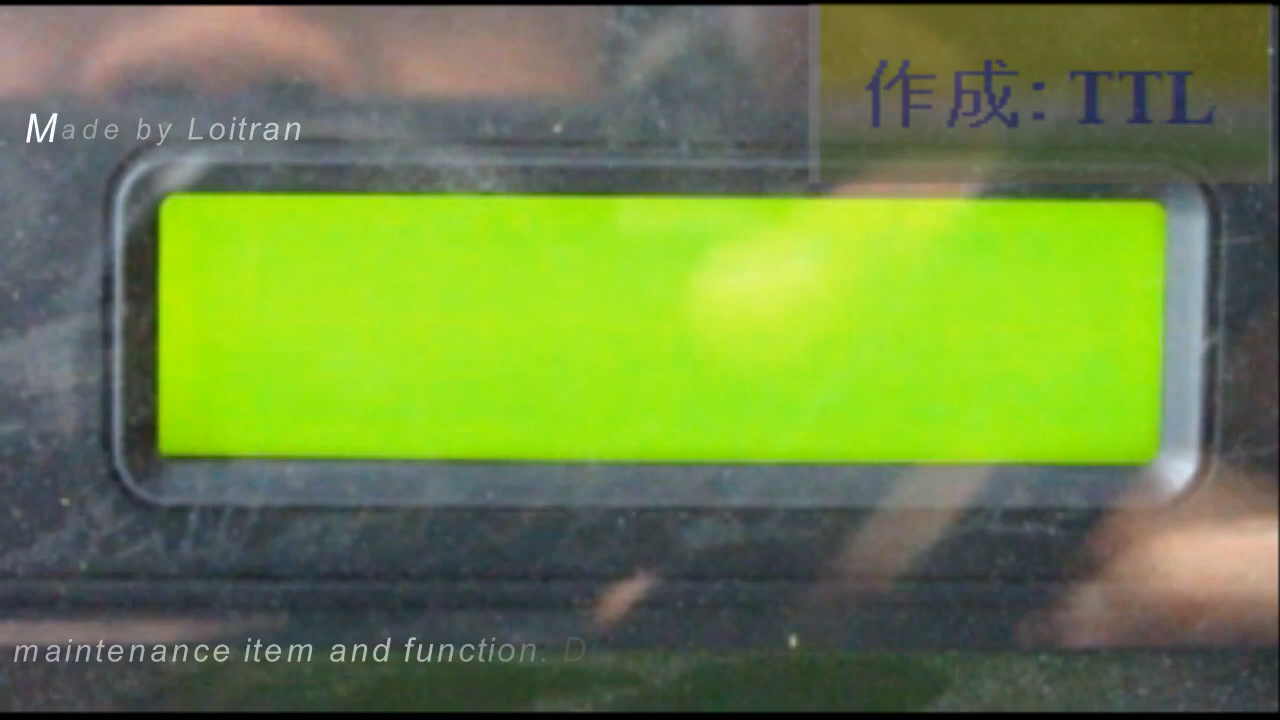 作成: TTL
Made by Loitran
maintenance item and function. D